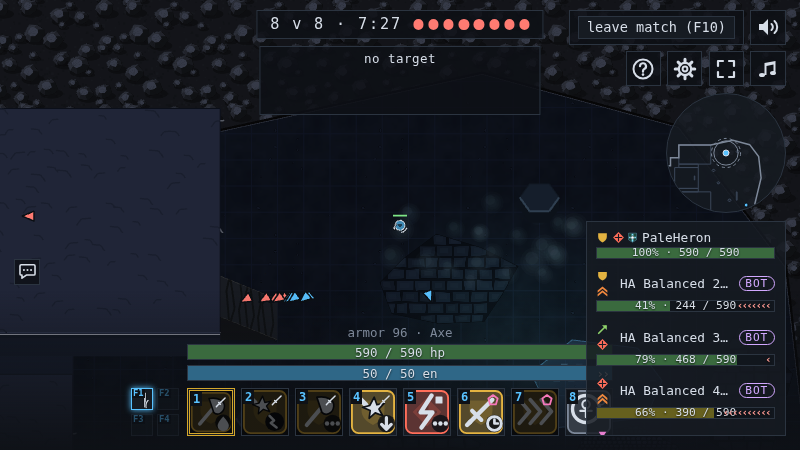 8 v 8 · 7:27
leave match (F10)
no target
PaleHeron
100% · 590 / 590
HA Balanced 2… BOT
41% · 244 / 590
HA Balanced 3… BOT
79% · 468 / 590
HA Balanced 4… BOT
66% · 390 / 590
armor 96 · Axe
590 / 590 hp
50 / 50 en
F1 F2
F3 F4
1 2 3 4 5 6 7 8